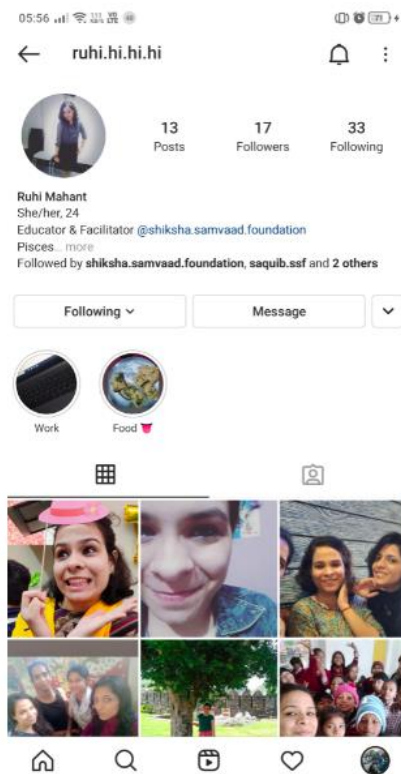 05:56
71
ruhi.hi.hi.hi
13 17 33
Posts Followers Following
Ruhi Mahant
She/her, 24
Educator & Facilitator @shiksha.samvaad.foundation
Pisces... more
Followed by shiksha.samvaad.foundation, saquib.ssf and 2 others
Following Message
Work Food